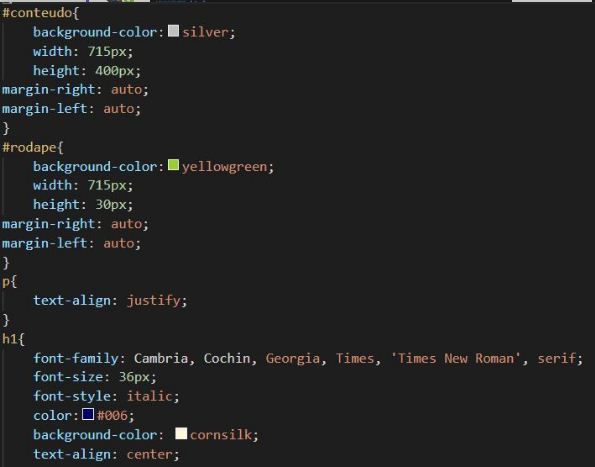 #conteudo{
    background-color: silver;
    width: 715px;
    height: 400px;
margin-right: auto;
margin-left: auto;
}
#rodape{
    background-color: yellowgreen;
    width: 715px;
    height: 30px;
margin-right: auto;
margin-left: auto;
}
p{
    text-align: justify;
}
h1{
    font-family: Cambria, Cochin, Georgia, Times, 'Times New Roman', serif;
    font-size: 36px;
    font-style: italic;
    color: #006;
    background-color: cornsilk;
    text-align: center;